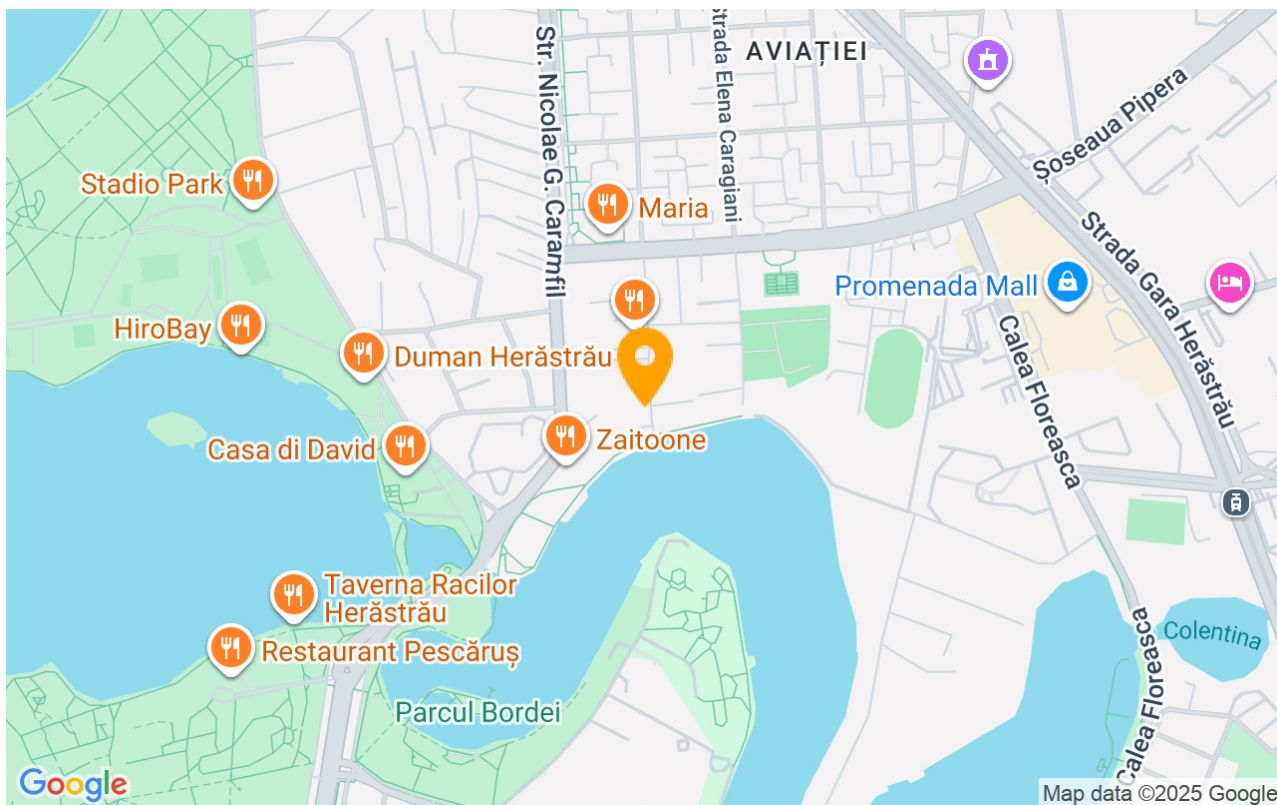 AVIAȚIEI
Str. Nicolae G. Caramfil
Strada Elena Caragiani
Șoseaua Pipera
Stadio Park
Maria
Strada Gara Herăstrău
Promenada Mall
HiroBay
Duman Herăstrău
Calea Floreasca
Casa di David
Zaitoone
Taverna Racilor
Herăstrău
Restaurant Pescăruș
Colentina
Calea Floreasca
Parcul Bordei
Google
Map data ©2025 Google